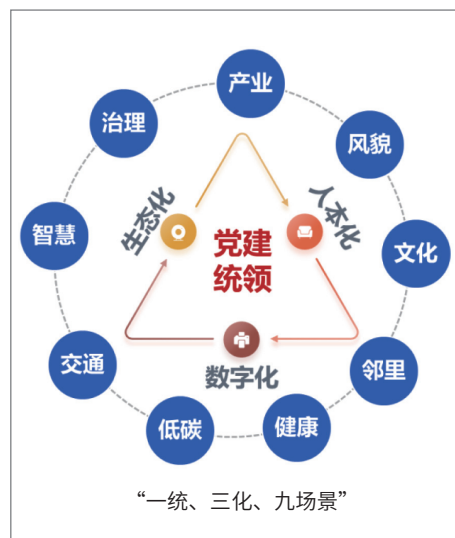 产业
治理
风貌
生态化
人本化
智慧
党建
统领
文化
交通
数字化
邻里
低碳
健康
“一统、三化、九场景”